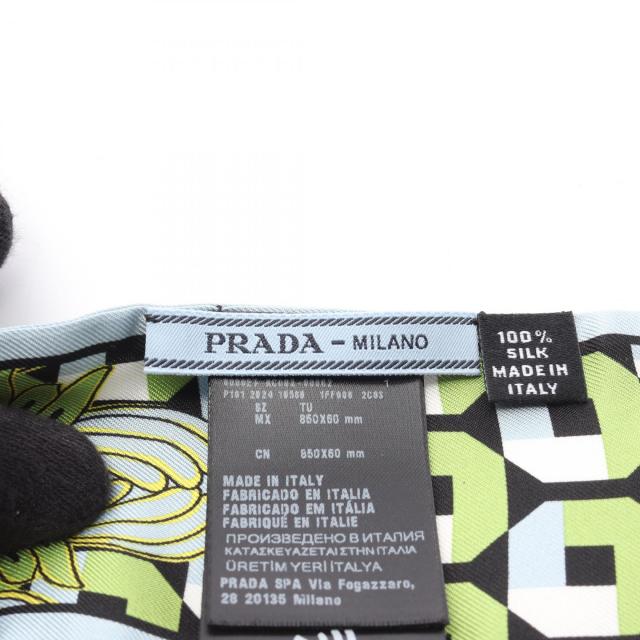 PRADA - MILANO
100%
SILK
MADE IN
ITALY
SZ TU
MX 850X60 mm
CN 850X60 mm
MADE IN ITALY
FABRICADO EN ITALIA
FABRICADO EM ITÁLIA
FABRIQUÉ EN ITALIE
ПРОИЗВЕДЕНО В ИТАЛИЯ
ΚΑΤΑΣΚΕΥΑΖΕΤΑΙ ΣΤΗΝ ΙΤΑΛΙΑ
ÜRETİM YERİ İTALYA
PRADA SPA Via Fogazzaro,
28 20135 Milano